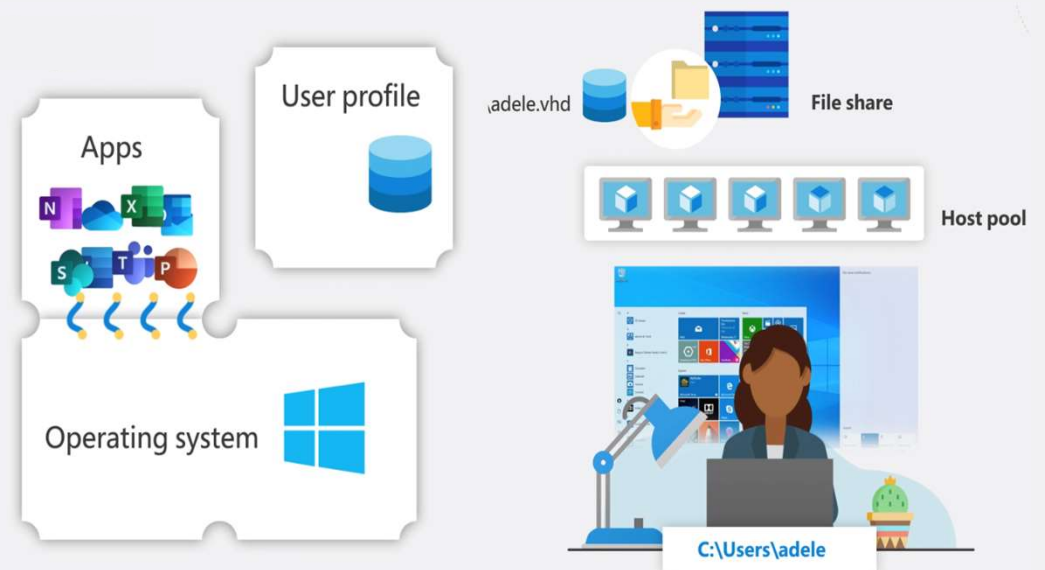 User profile
Apps
N
X
S
T
P
Operating system
\adele.vhd
File share
Host pool
C:\Users\adele